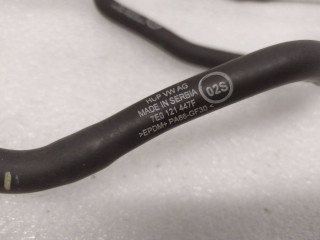 HUP VW AG
MADE IN SERBIA
7E0 121 447F
>EPDM+ PA66-GF30<
02S